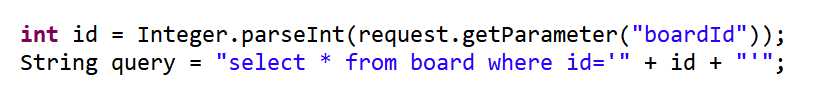 int id = Integer.parseInt(request.getParameter("boardId"));
String query = "select * from board where id='" + id + "'";